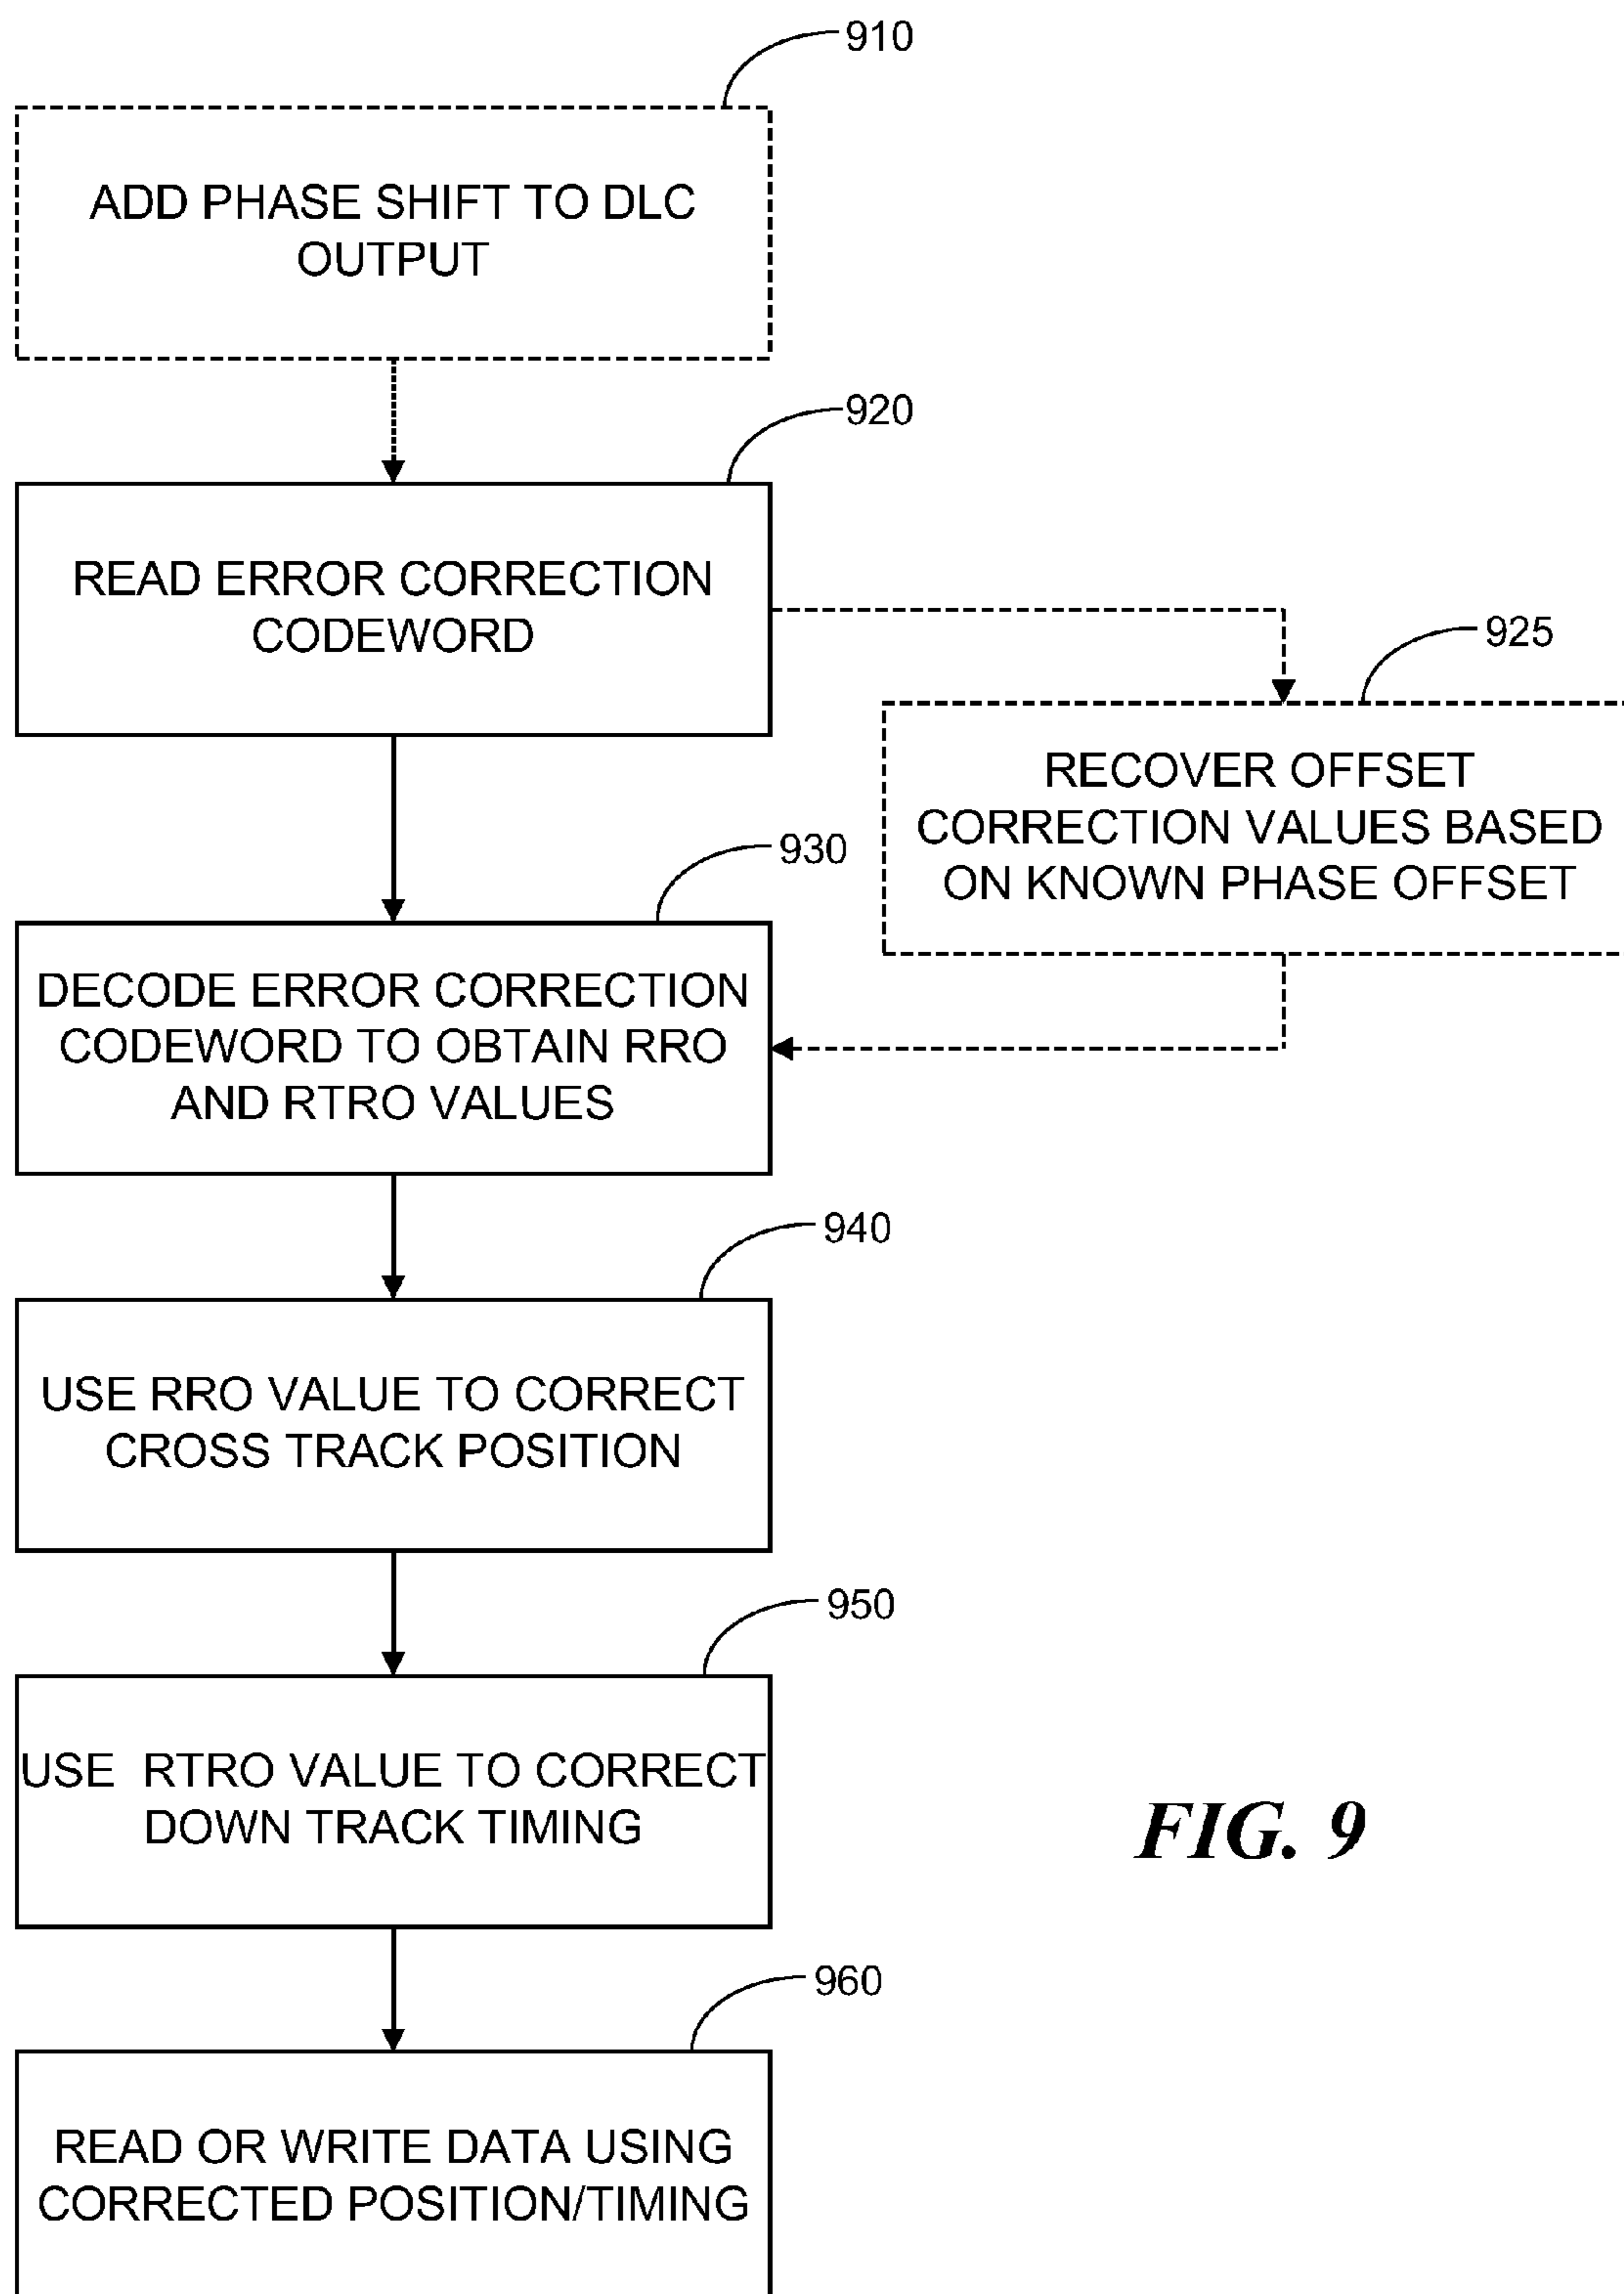 910
ADD PHASE SHIFT TO DLC
OUTPUT
920
READ ERROR CORRECTION
CODEWORD
925
RECOVER OFFSET
CORRECTION VALUES BASED
ON KNOWN PHASE OFFSET
930
DECODE ERROR CORRECTION
CODEWORD TO OBTAIN RRO
AND RTRO VALUES
940
USE RRO VALUE TO CORRECT
CROSS TRACK POSITION
950
USE RTRO VALUE TO CORRECT
DOWN TRACK TIMING
FIG. 9
960
READ OR WRITE DATA USING
CORRECTED POSITION/TIMING